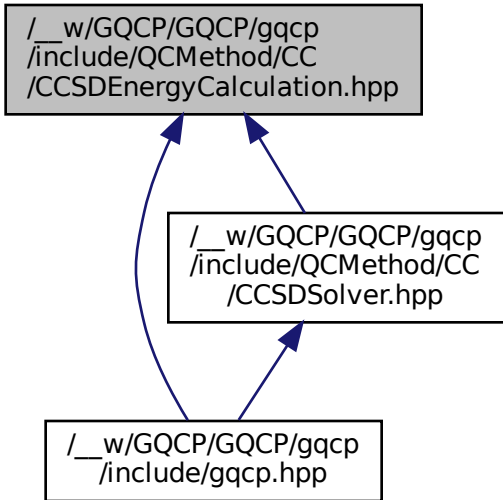 /__w/GQCP/GQCP/gqcp
/include/QCMethod/CC
/CCSDEnergyCalculation.hpp
/__w/GQCP/GQCP/gqcp
/include/QCMethod/CC
/CCSDSolver.hpp
/__w/GQCP/GQCP/gqcp
/include/gqcp.hpp